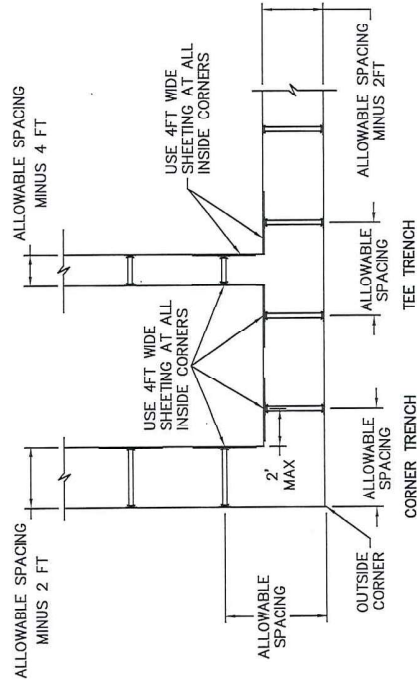 ALLOWABLE SPACING
MINUS 2 FT
ALLOWABLE SPACING
MINUS 4 FT
USE 4FT WIDE
SHEETING AT ALL
INSIDE CORNERS
USE 4FT WIDE
SHEETING AT ALL
INSIDE CORNERS
2'
MAX
ALLOWABLE
SPACING
ALLOWABLE
SPACING
ALLOWABLE
SPACING
ALLOWABLE SPACING
MINUS 2FT
OUTSIDE
CORNER
CORNER TRENCH
TEE TRENCH